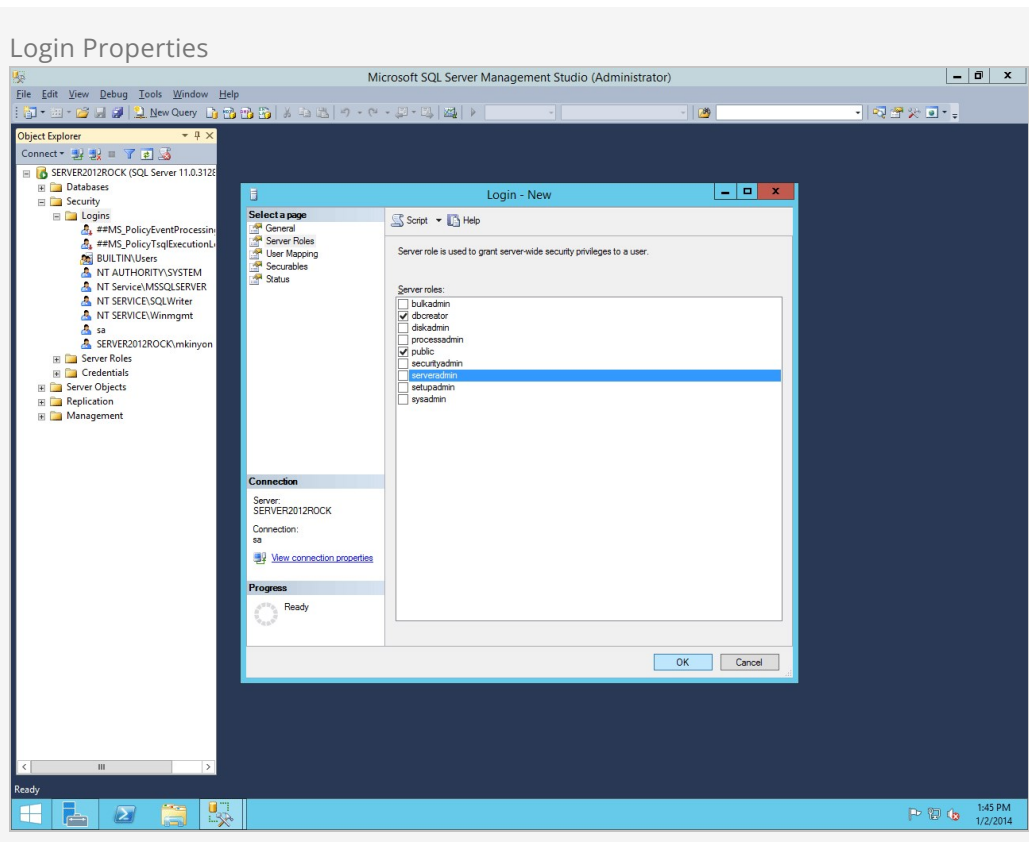 Login Properties
Microsoft SQL Server Management Studio (Administrator)
File Edit View Debug Tools Window Help
New Query
Object Explorer
Connect
SERVER2012ROCK (SQL Server 11.0.3128
Databases
Security
Logins
##MS_PolicyEventProcessin
##MS_PolicyTsqlExecutionL
BUILTIN\Users
NT AUTHORITY\SYSTEM
NT Service\MSSQLSERVER
NT SERVICE\SQLWriter
NT SERVICE\Winmgmt
sa
SERVER2012ROCK\mkinyon
Server Roles
Credentials
Server Objects
Replication
Management
Login - New
Select a page
General
Server Roles
User Mapping
Securables
Status
Script Help
Server role is used to grant server-wide security privileges to a user.
Server roles:
bulkadmin
dbcreator
diskadmin
processadmin
public
securityadmin
serveradmin
setupadmin
sysadmin
Connection
Server:
SERVER2012ROCK
Connection:
sa
View connection properties
Progress
Ready
OK Cancel
Ready
1:45 PM
1/2/2014